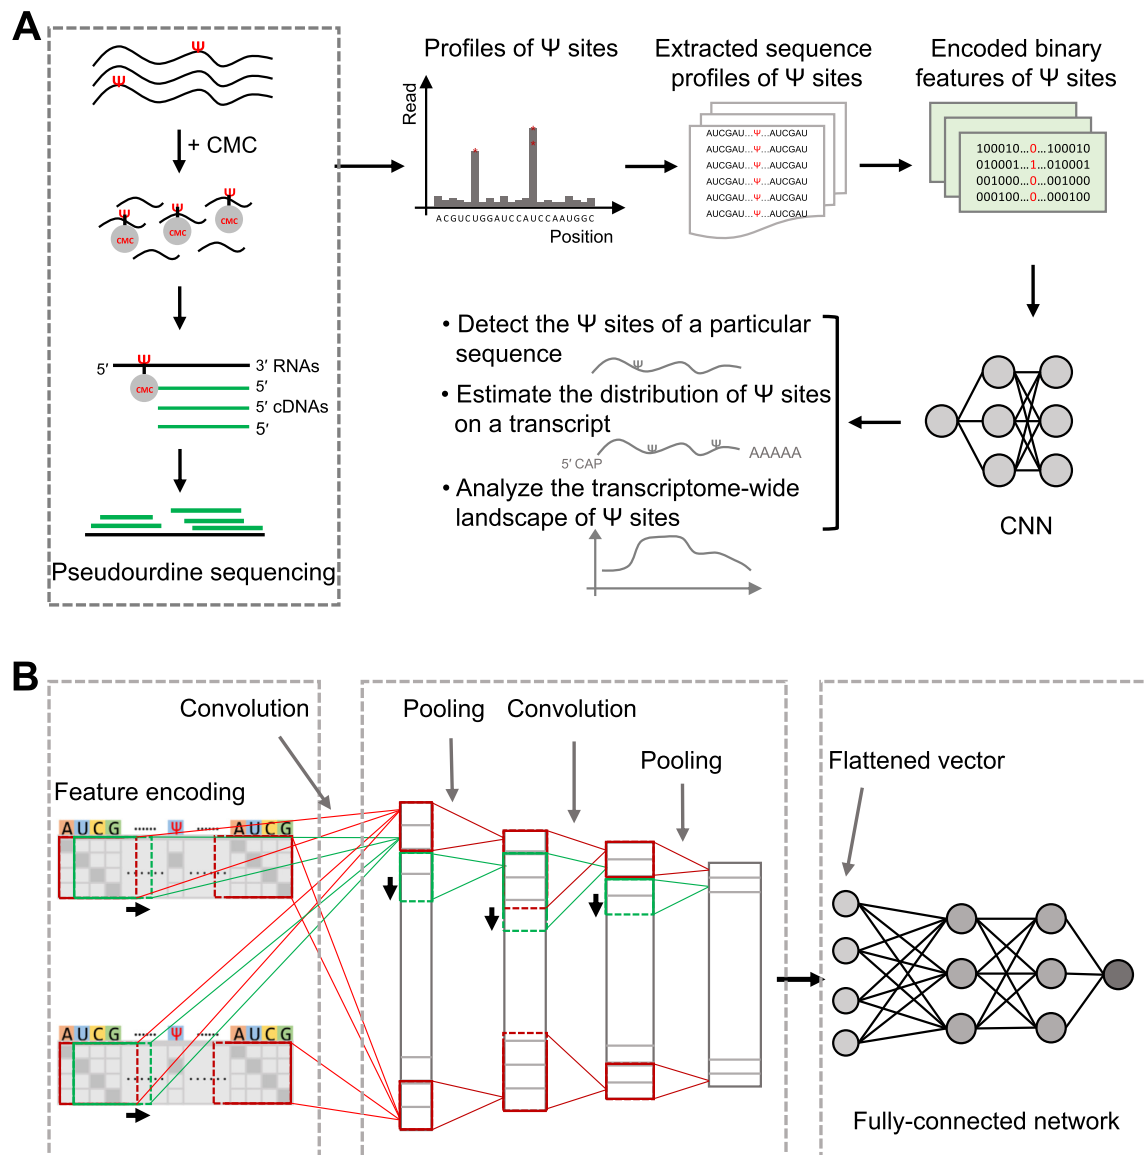 A
Ψ
Ψ
+ CMC
Ψ
Ψ
Ψ
CMC
CMC
CMC
Ψ
5′
3′ RNAs
CMC
5′
5′ cDNAs
5′
Pseudourdine sequencing
Profiles of Ψ sites
Read
*
*
ACGUCUGGAUCCAUCCAAUGGC
Position
Extracted sequence
profiles of Ψ sites
AUCGAU...Ψ...AUCGAU
AUCGAU...Ψ...AUCGAU
AUCGAU...Ψ...AUCGAU
AUCGAU...Ψ...AUCGAU
AUCGAU...Ψ...AUCGAU
AUCGAU...Ψ...AUCGAU
Encoded binary
features of Ψ sites
100010...0...100010
010001...1...010001
001000...0...001000
000100...0...000100
CNN
• Detect the Ψ sites of a particular
sequence
Ψ
• Estimate the distribution of Ψ sites
on a transcript
Ψ
Ψ
5′ CAP
AAAAA
• Analyze the transcriptome-wide
landscape of Ψ sites
B
Convolution
Pooling
Convolution
Pooling
Flattened vector
Feature encoding
AUCG ...... Ψ ...... AUCG
.......
.......
AUCG ...... Ψ ...... AUCG
.......
.......
Fully-connected network